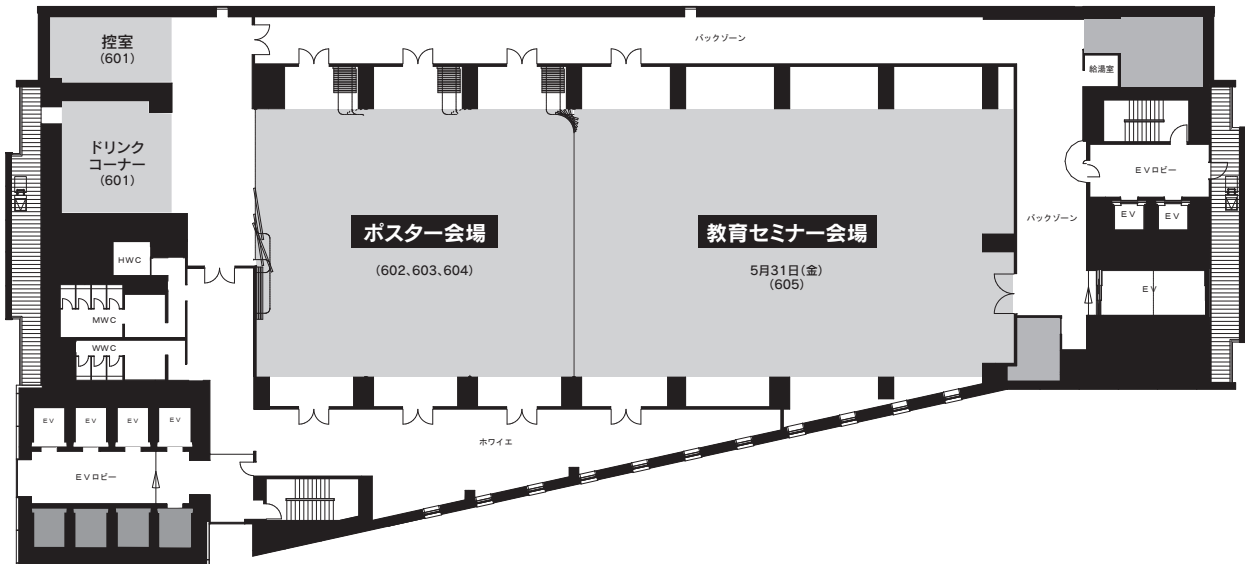 控室
(601)
バックゾーン
給湯室
ドリンク
コーナー
(601)
EVロビー
EV
EV
バックゾーン
ポスター会場
(602、603、604)
教育セミナー会場
5月31日(金)
(605)
HWC
MWC
WWC
EV
EV
EV
EV
EV
ホワイエ
EVロビー